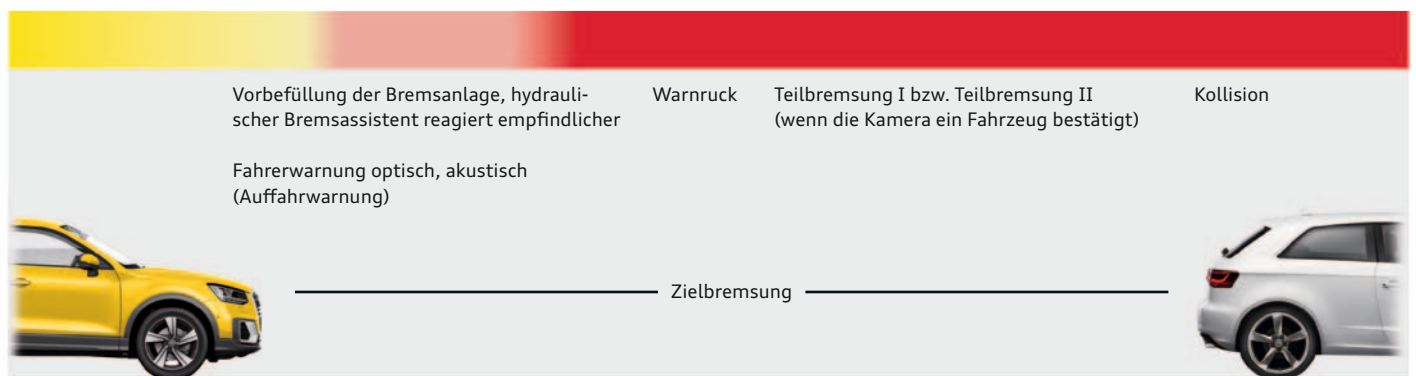 Vorbefüllung der Bremsanlage, hydrauli-
scher Bremsassistent reagiert empfindlicher
Fahrerwarnung optisch, akustisch
(Auffahrwarnung)
Warnruck
Teilbremsung I bzw. Teilbremsung II
(wenn die Kamera ein Fahrzeug bestätigt)
Kollision
Zielbremsung